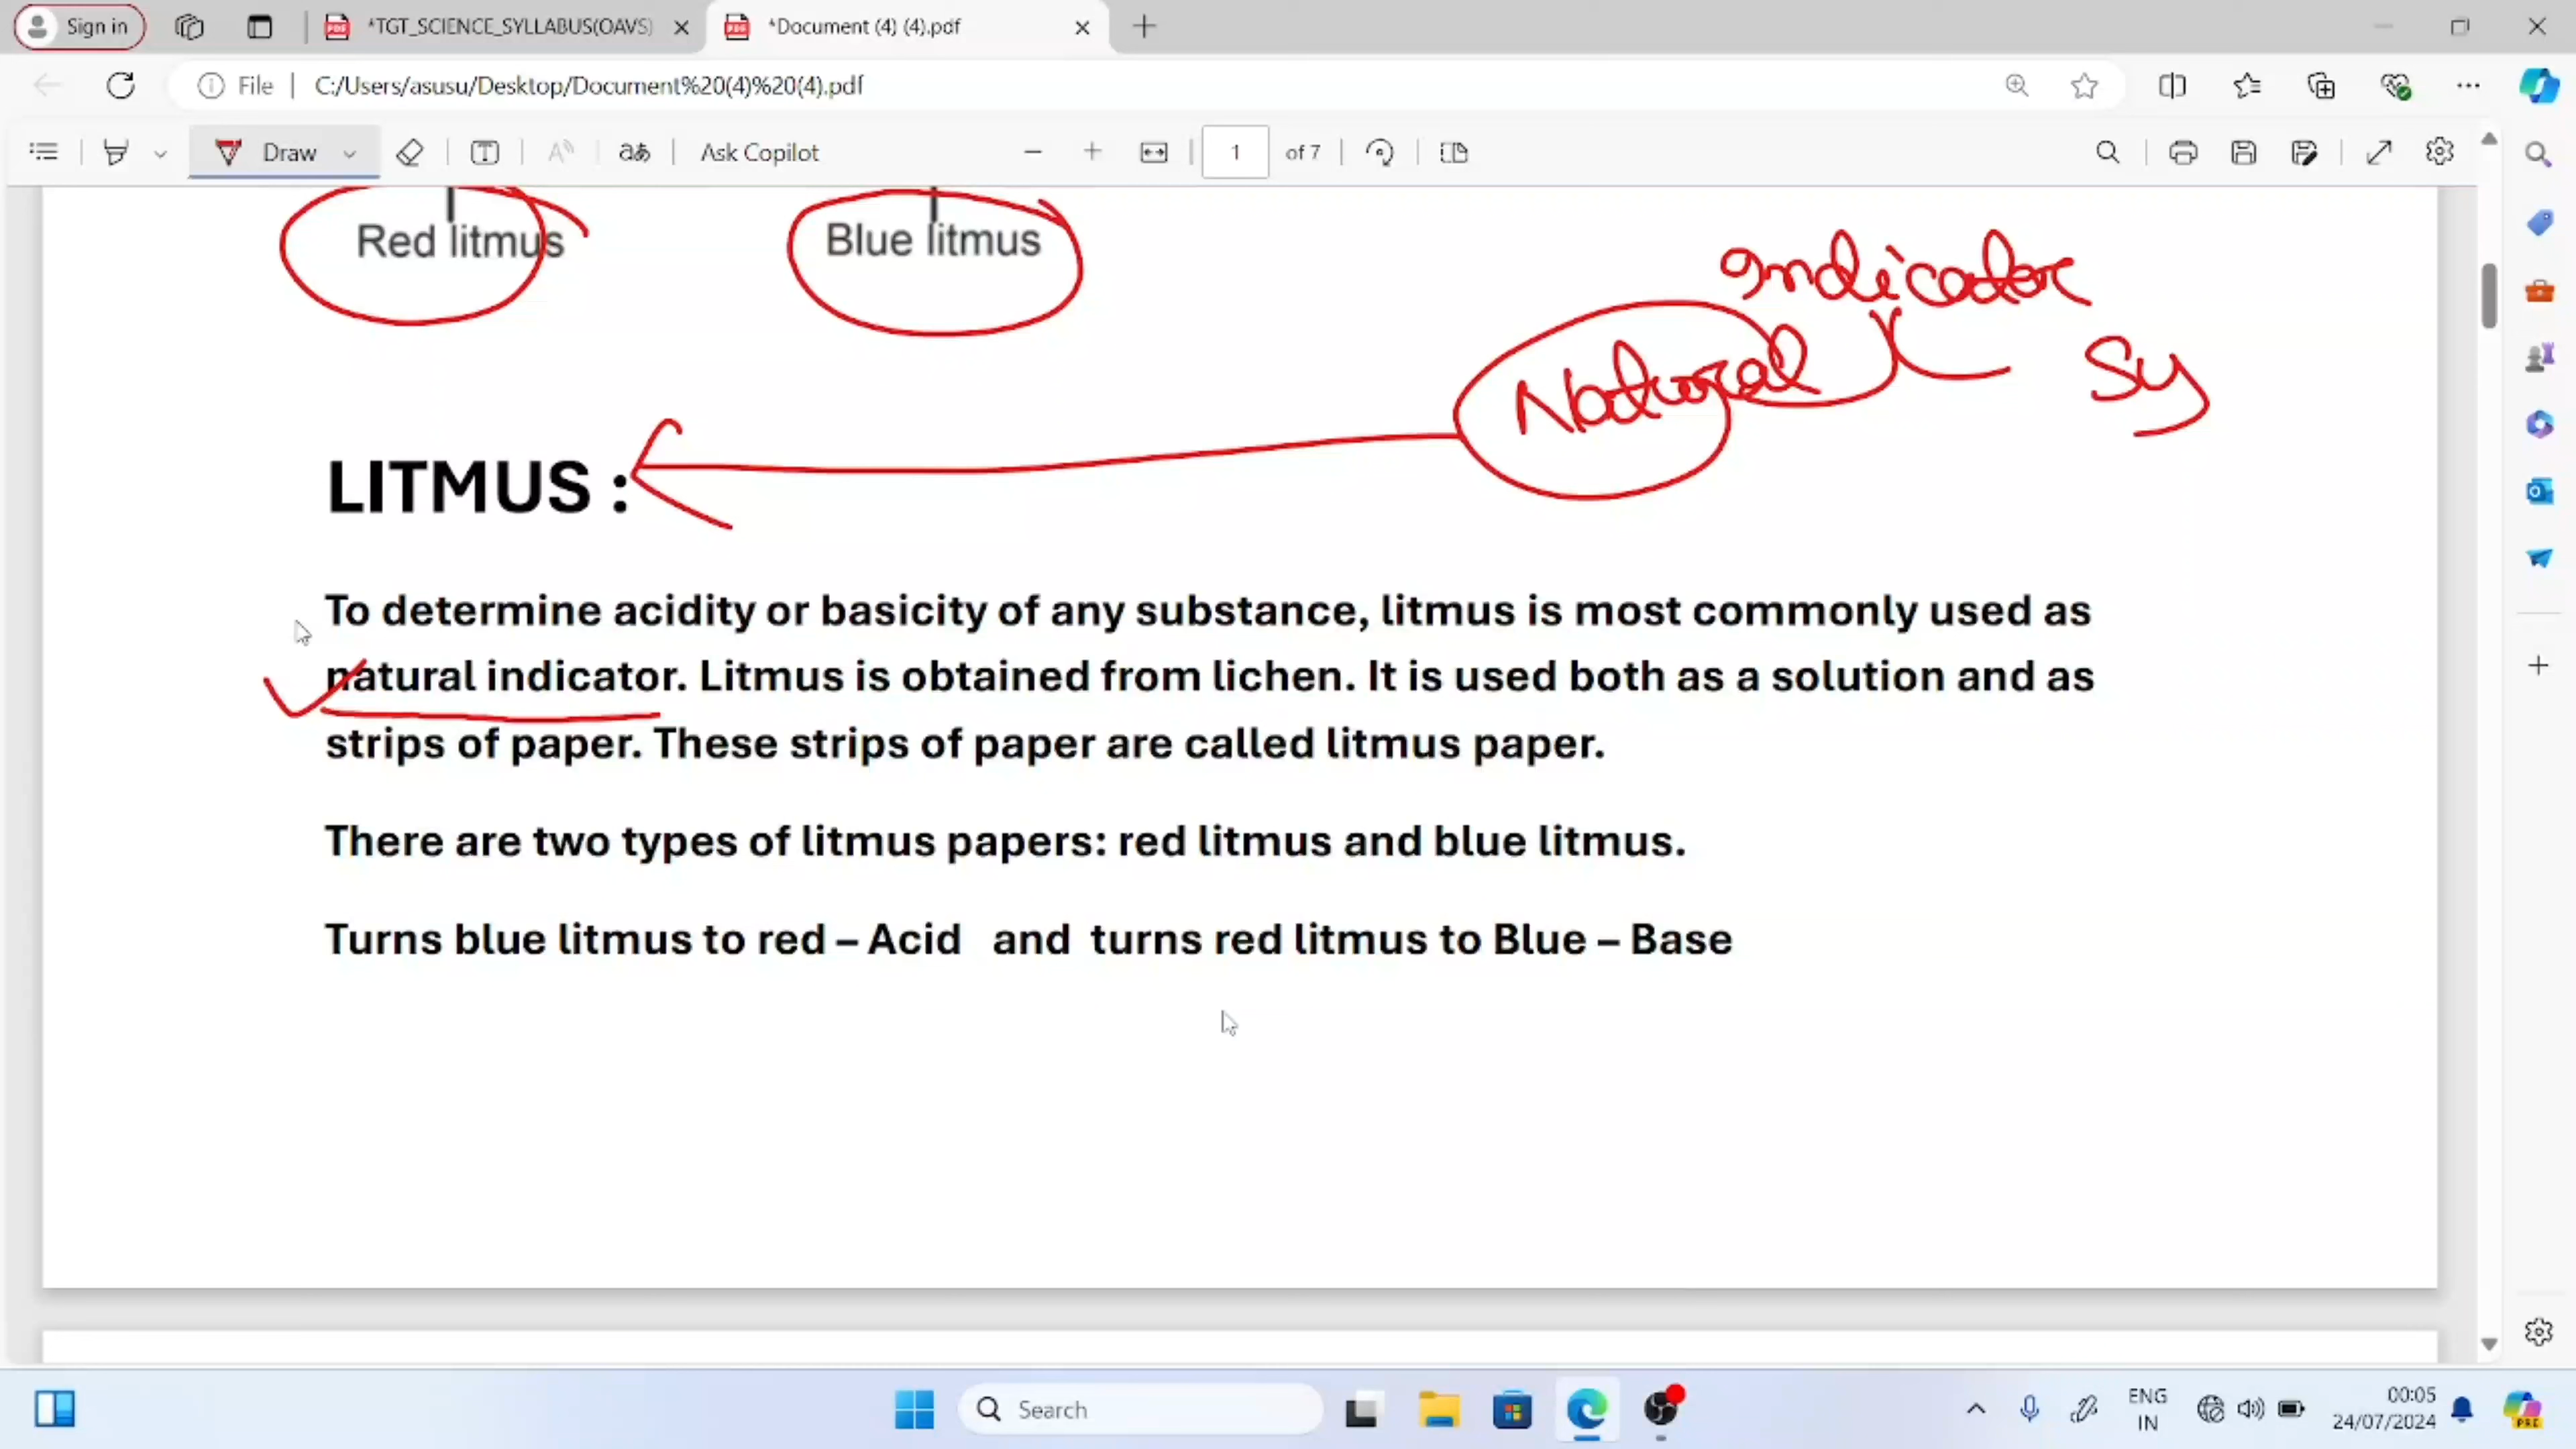 Sign in
*TGT_SCIENCE_SYLLABUS(OAVS)
*Document (4) (4).pdf
File
C:/Users/asusu/Desktop/Document%20(4)%20(4).pdf
Draw
Ask Copilot
1 of 7
Red litmus Blue litmus
Indicator
Natural Sy
LITMUS :
To determine acidity or basicity of any substance, litmus is most commonly used as
natural indicator. Litmus is obtained from lichen. It is used both as a solution and as
strips of paper. These strips of paper are called litmus paper.
There are two types of litmus papers: red litmus and blue litmus.
Turns blue litmus to red – Acid and turns red litmus to Blue – Base
Search
ENG
IN
00:05
24/07/2024
PRE